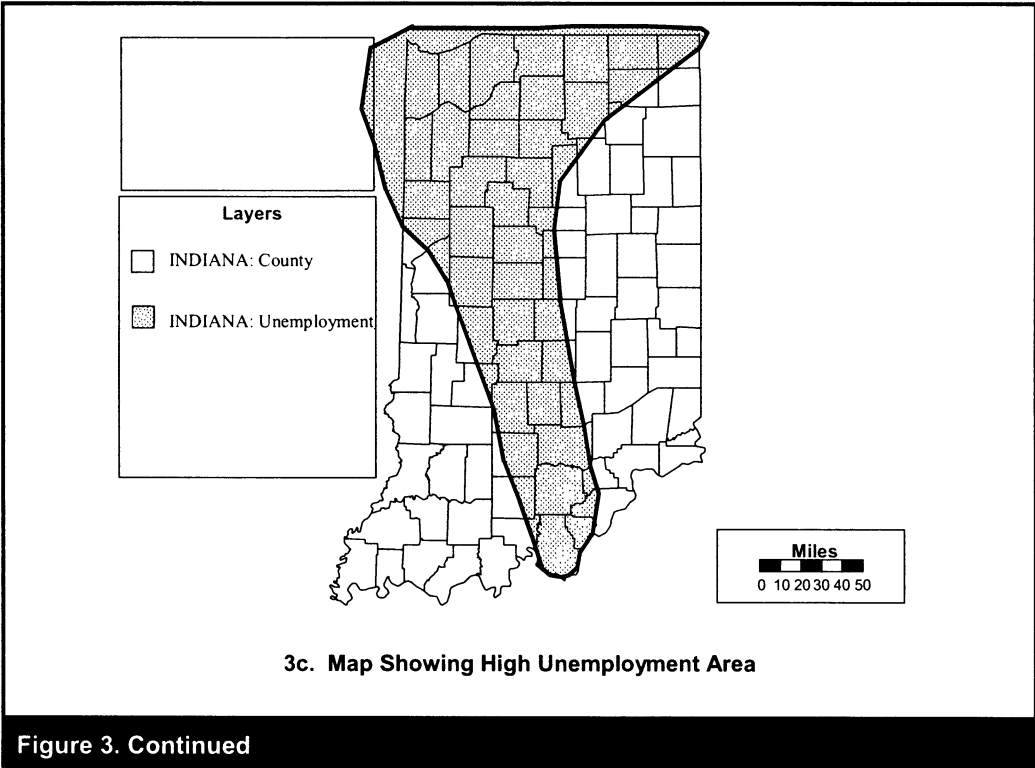 Layers
INDIANA: County
INDIANA: Unemployment
Miles
0 10 20 30 40 50
3c. Map Showing High Unemployment Area
Figure 3. Continued